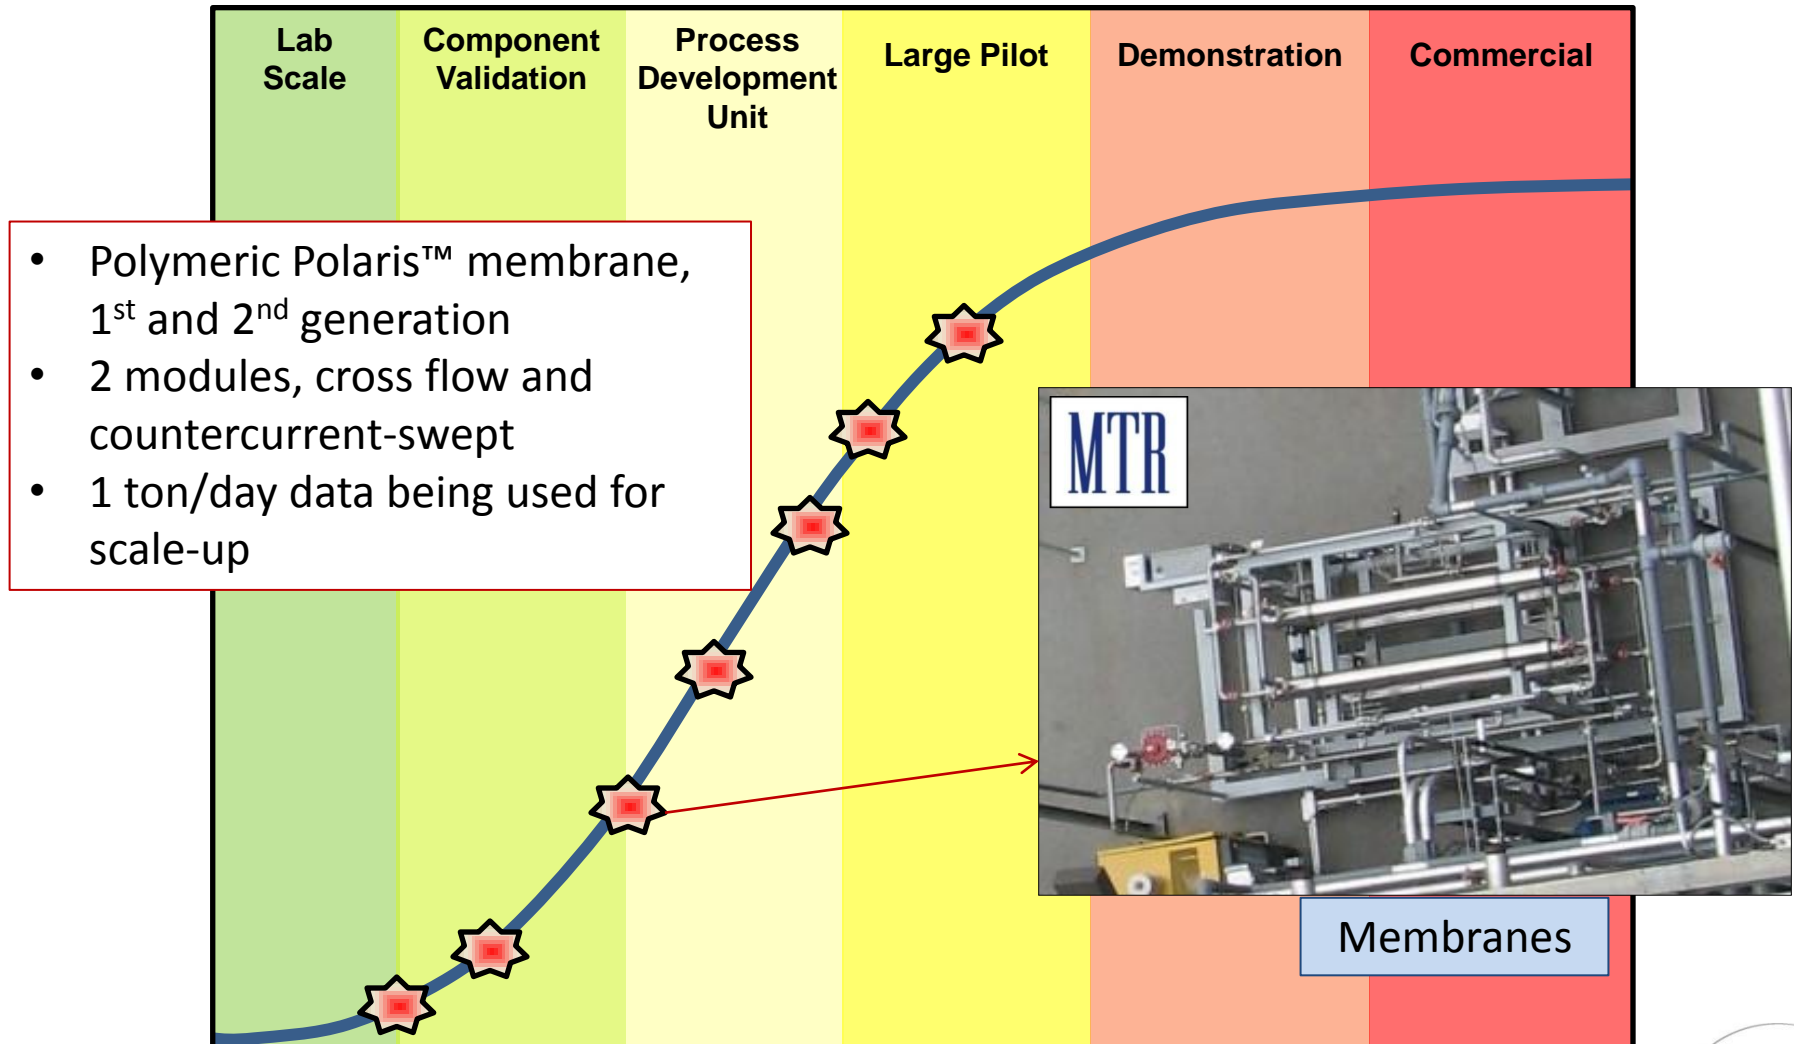 Lab
Scale
Component
Validation
Process
Development
Unit
Large Pilot
Demonstration
Commercial
• Polymeric Polaris™ membrane,
1st and 2nd generation
• 2 modules, cross flow and
countercurrent-swept
• 1 ton/day data being used for
scale-up
MTR
Membranes